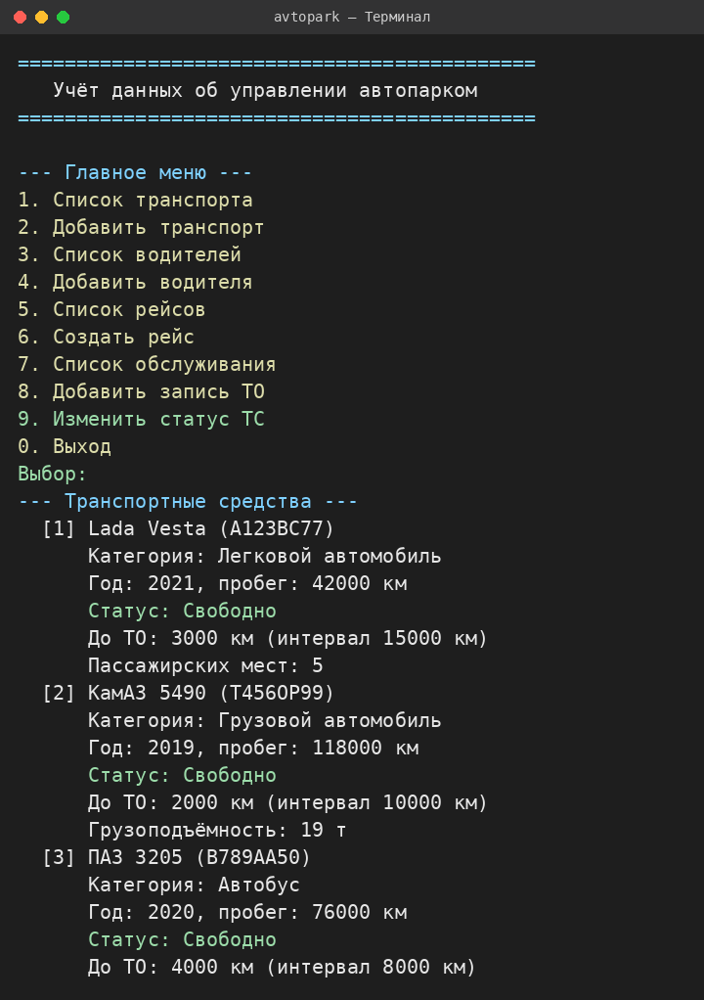 avtopark — Терминал
============================================
Учёт данных об управлении автопарком
============================================
--- Главное меню ---
1. Список транспорта
2. Добавить транспорт
3. Список водителей
4. Добавить водителя
5. Список рейсов
6. Создать рейс
7. Список обслуживания
8. Добавить запись ТО
9. Изменить статус ТС
0. Выход
Выбор:
--- Транспортные средства ---
[1] Lada Vesta (А123ВС77)
Категория: Легковой автомобиль
Год: 2021, пробег: 42000 км
Статус: Свободно
До ТО: 3000 км (интервал 15000 км)
Пассажирских мест: 5
[2] КамАЗ 5490 (Т456ОР99)
Категория: Грузовой автомобиль
Год: 2019, пробег: 118000 км
Статус: Свободно
До ТО: 2000 км (интервал 10000 км)
Грузоподъёмность: 19 т
[3] ПАЗ 3205 (В789АА50)
Категория: Автобус
Год: 2020, пробег: 76000 км
Статус: Свободно
До ТО: 4000 км (интервал 8000 км)